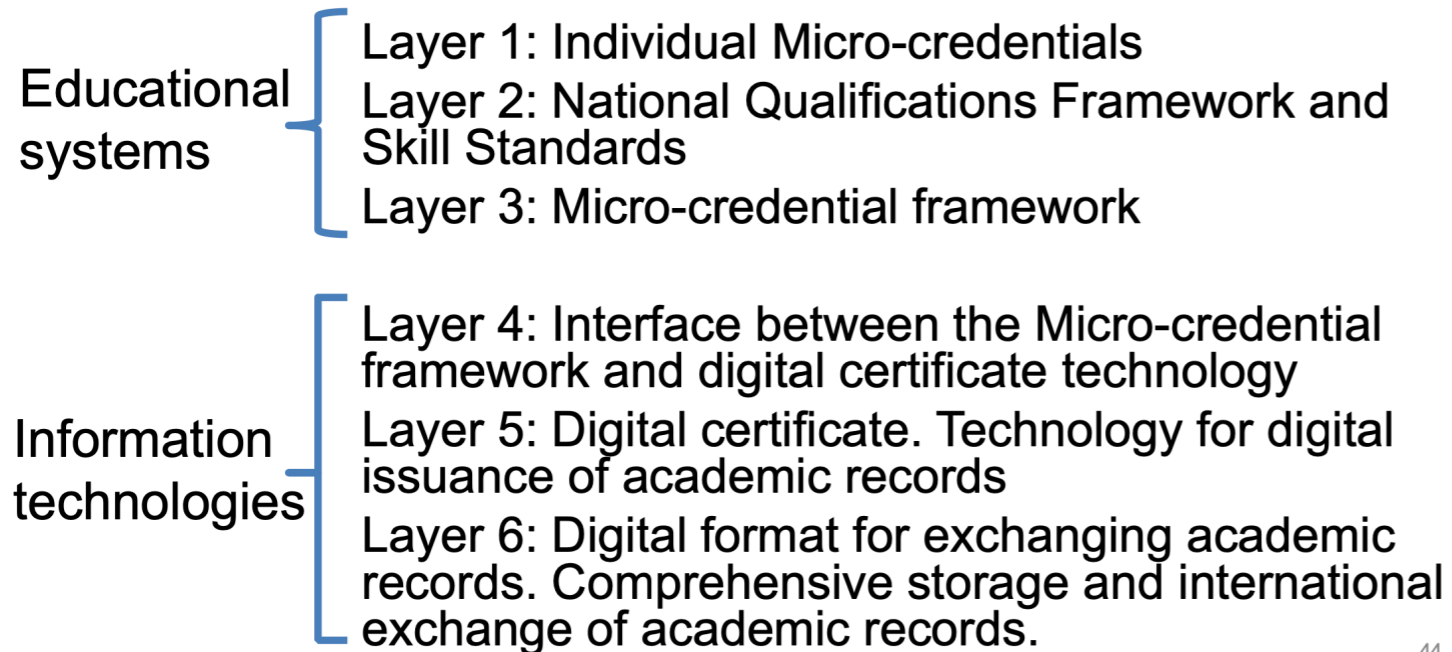 Educational
systems
Layer 1: Individual Micro-credentials
Layer 2: National Qualifications Framework and
Skill Standards
Layer 3: Micro-credential framework
Information
technologies
Layer 4: Interface between the Micro-credential
framework and digital certificate technology
Layer 5: Digital certificate. Technology for digital
issuance of academic records
Layer 6: Digital format for exchanging academic
records. Comprehensive storage and international
exchange of academic records.
44